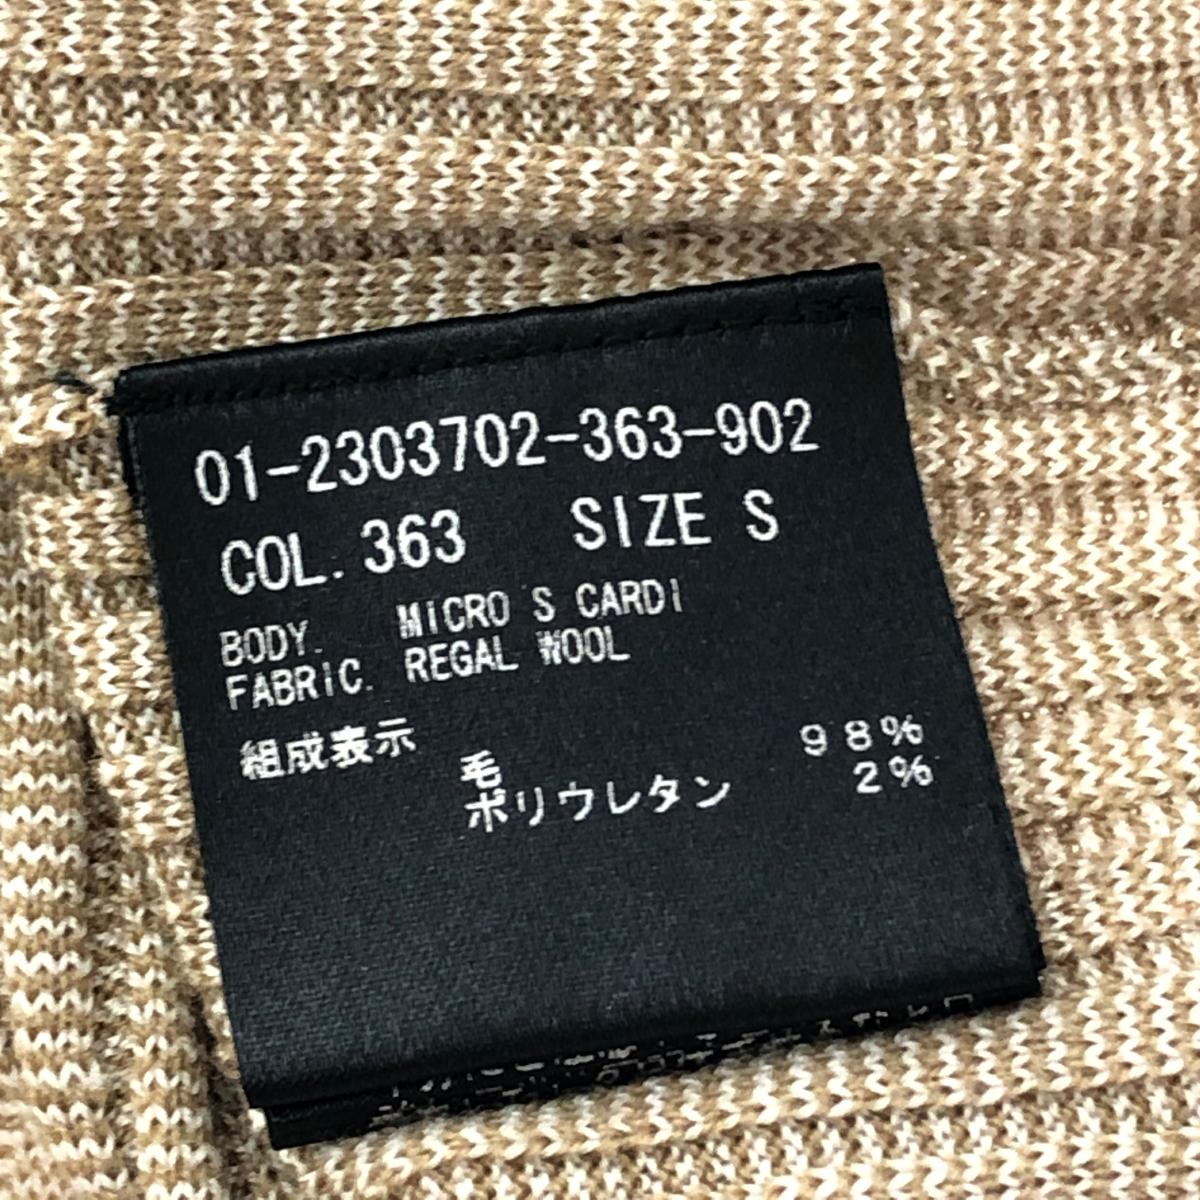 01-2303702-363-902
COL. 363 SIZE S
BODY. MICRO S CARDI
FABRIC. REGAL WOOL
組成表示
毛 98%
ポリウレタン 2%